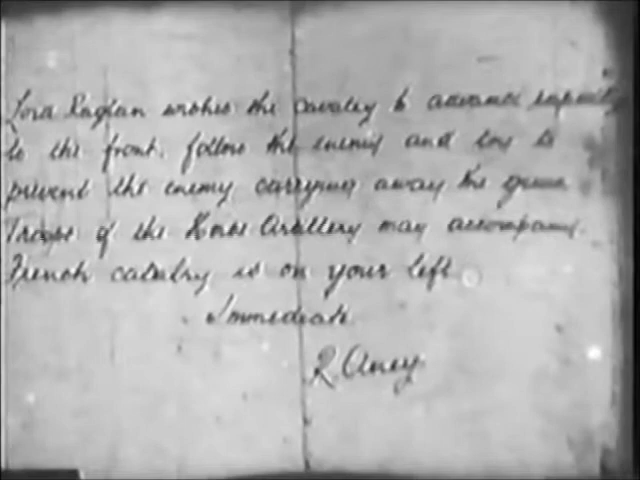 Lord Raglan wishes the cavalry to advance rapidly
to the front, follow the enemy and try to
prevent the enemy carrying away the guns
Troops of the Horse Artillery may accompany.
French cavalry is on your left
Immediate.
R. Airey